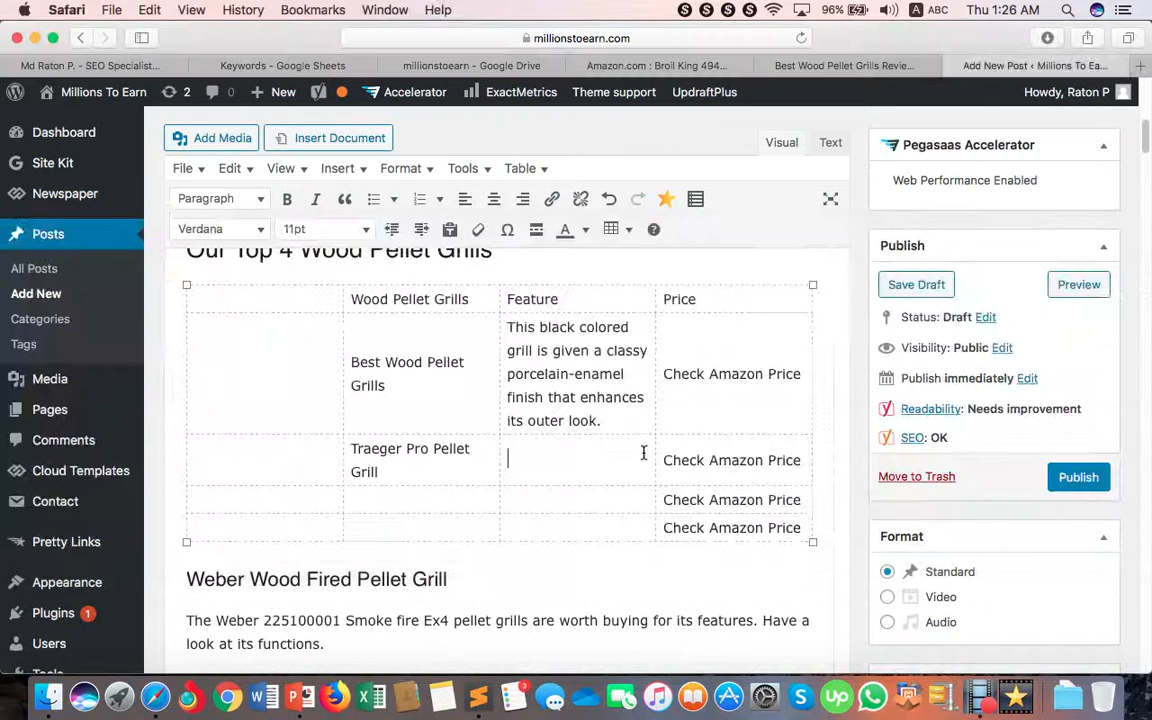 Safari File Edit View History Bookmarks Window Help 96% ABC Thu 1:26 AM
millionstoearn.com
Md Raton P. - SEO Specialist... Keywords - Google Sheets millionstoearn - Google Drive Amazon.com : Broil King 494... Best Wood Pellet Grills Revie... Add New Post ‹ Millions To Ea...
Millions To Earn 2 0 New Accelerator ExactMetrics Theme support UpdraftPlus Howdy, Raton P
Dashboard
Site Kit
Newspaper
Posts
All Posts
Add New
Categories
Tags
Media
Pages
Comments
Cloud Templates
Contact
Pretty Links
Appearance
Plugins 1
Users
Add Media Insert Document Visual Text
File Edit View Insert Format Tools Table
Paragraph
Verdana 11pt
Our Top 4 Wood Pellet Grills
Wood Pellet Grills Feature Price
Best Wood Pellet
Grills
This black colored
grill is given a classy
porcelain-enamel
finish that enhances
its outer look.
Check Amazon Price
Traeger Pro Pellet
Grill
Check Amazon Price
Check Amazon Price
Check Amazon Price
Weber Wood Fired Pellet Grill
The Weber 225100001 Smoke fire Ex4 pellet grills are worth buying for its features. Have a
look at its functions.
Pegasaas Accelerator
Web Performance Enabled
Publish
Save Draft Preview
Status: Draft Edit
Visibility: Public Edit
Publish immediately Edit
Readability: Needs improvement
SEO: OK
Move to Trash Publish
Format
Standard
Video
Audio